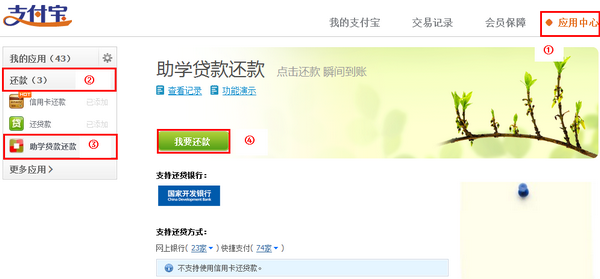 支付宝
我的支付宝 交易记录 会员保障 应用中心
①
我的应用（43）
还款（3） ②
HOT
信用卡还款 已添加
贷 还贷款 已添加
助学贷款还款 ③
更多应用 >
助学贷款还款 点击还款 瞬间到账
查看记录 功能演示
我要还款 ④
支持还贷银行：
国家开发银行
China Development Bank
支持还贷方式：
网上银行( 23家 ) 快捷支付( 74家 )
不支持使用信用卡还贷款。